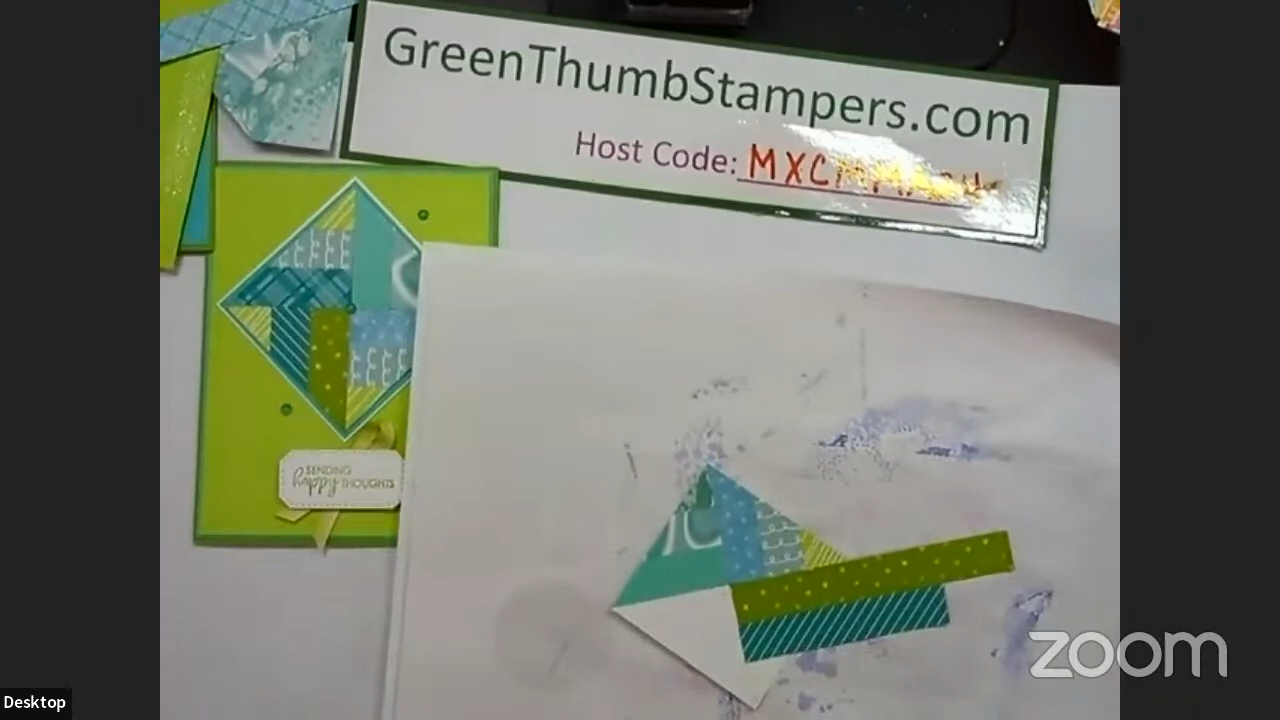 GreenThumbStampers.com
Host Code: MXC
SENDING
happy THOUGHTS
zoom
Desktop